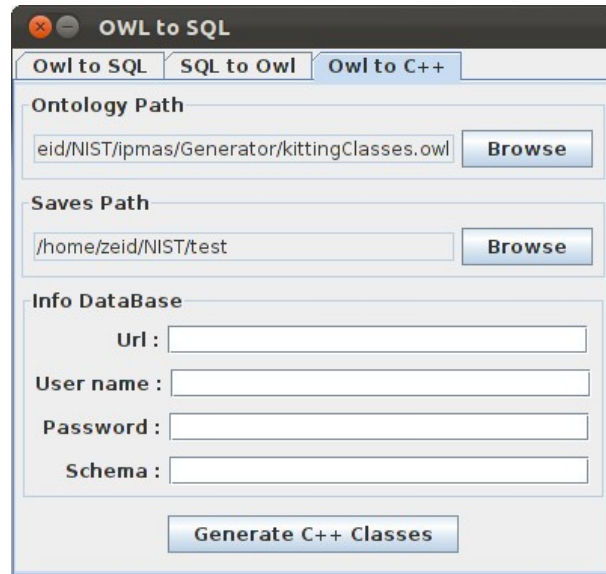 OWL to SQL
Owl to SQL SQL to Owl Owl to C++
Ontology Path
eid/NIST/ipmas/Generator/kittingClasses.owl Browse
Saves Path
/home/zeid/NIST/test Browse
Info DataBase
Url :
User name :
Password :
Schema :
Generate C++ Classes